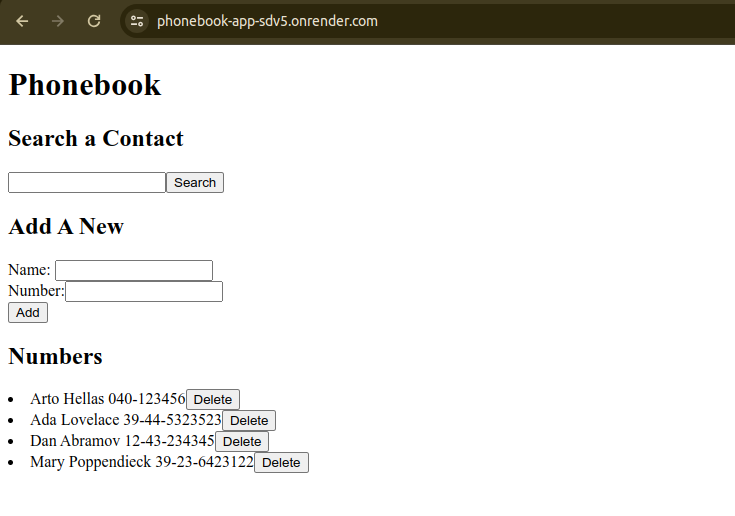 phonebook-app-sdv5.onrender.com
Phonebook
Search a Contact
Search
Add A New
Name:
Number:
Add
Numbers
Arto Hellas 040-123456 Delete
Ada Lovelace 39-44-5323523 Delete
Dan Abramov 12-43-234345 Delete
Mary Poppendieck 39-23-6423122 Delete